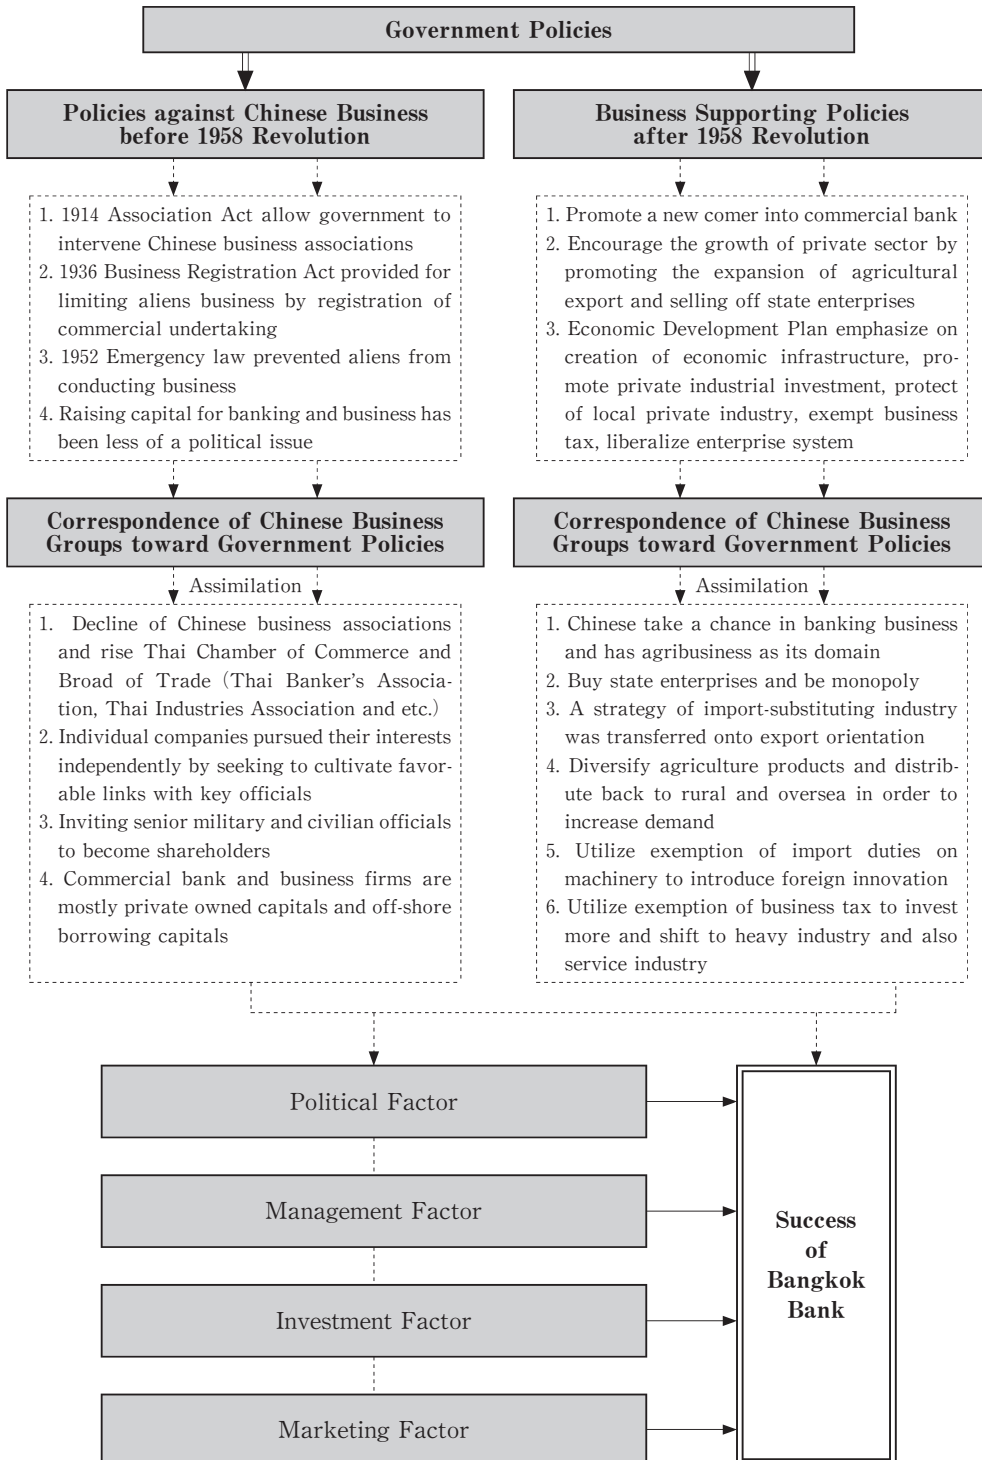 Government Policies
Policies against Chinese Business
before 1958 Revolution
1. 1914 Association Act allow government to
intervene Chinese business associations
2. 1936 Business Registration Act provided for
limiting aliens business by registration of
commercial undertaking
3. 1952 Emergency law prevented aliens from
conducting business
4. Raising capital for banking and business has
been less of a political issue
Correspondence of Chinese Business
Groups toward Government Policies
Assimilation
1. Decline of Chinese business associations
and rise Thai Chamber of Commerce and
Broad of Trade (Thai Banker's Associa-
tion, Thai Industries Association and etc.)
2. Individual companies pursued their interests
independently by seeking to cultivate favor-
able links with key officials
3. Inviting senior military and civilian officials
to become shareholders
4. Commercial bank and business firms are
mostly private owned capitals and off-shore
borrowing capitals
Business Supporting Policies
after 1958 Revolution
1. Promote a new comer into commercial bank
2. Encourage the growth of private sector by
promoting the expansion of agricultural
export and selling off state enterprises
3. Economic Development Plan emphasize on
creation of economic infrastructure, pro-
mote private industrial investment, protect
of local private industry, exempt business
tax, liberalize enterprise system
Correspondence of Chinese Business
Groups toward Government Policies
Assimilation
1. Chinese take a chance in banking business
and has agribusiness as its domain
2. Buy state enterprises and be monopoly
3. A strategy of import-substituting industry
was transferred onto export orientation
4. Diversify agriculture products and distrib-
ute back to rural and oversea in order to
increase demand
5. Utilize exemption of import duties on
machinery to introduce foreign innovation
6. Utilize exemption of business tax to invest
more and shift to heavy industry and also
service industry
Political Factor
Management Factor
Investment Factor
Marketing Factor
Success
of
Bangkok
Bank